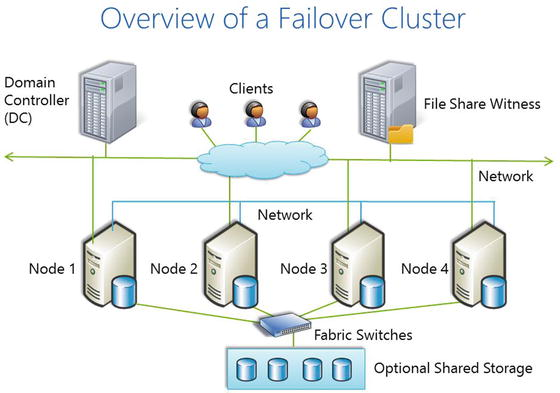 Overview of a Failover Cluster
Domain
Controller
(DC)
Clients
File Share Witness
Network
Network
Node 1
Node 2
Node 3
Node 4
Fabric Switches
Optional Shared Storage